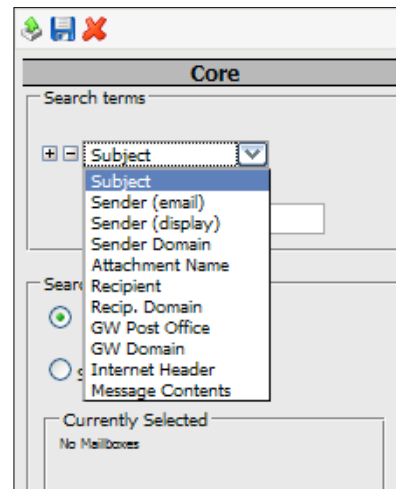 Core
Search terms
Subject
Subject
Sender (email)
Sender (display)
Sender Domain
Attachment Name
Recipient
Recip. Domain
GW Post Office
GW Domain
Internet Header
Message Contents
Currently Selected
No Mailboxes